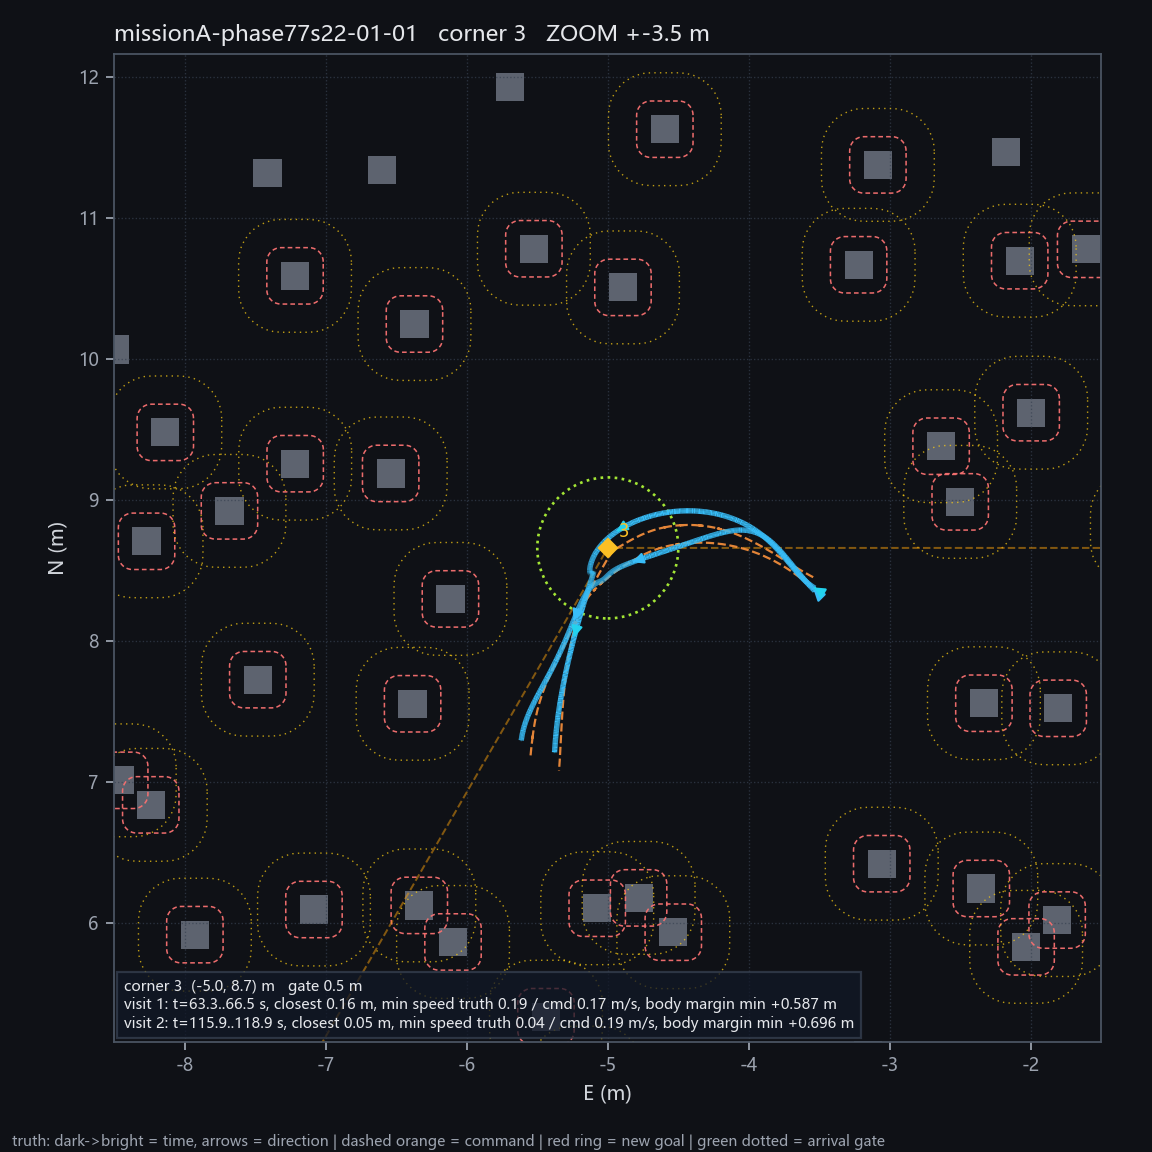 missionA-phase77s22-01-01   corner 3   ZOOM +-3.5 m
12
11
10
9
8
7
6
N (m)
3
corner 3  (-5.0, 8.7) m   gate 0.5 m
visit 1: t=63.3..66.5 s, closest 0.16 m, min speed truth 0.19 / cmd 0.17 m/s, body margin min +0.587 m
visit 2: t=115.9..118.9 s, closest 0.05 m, min speed truth 0.04 / cmd 0.19 m/s, body margin min +0.696 m
-8 -7 -6 -5 -4 -3 -2
E (m)
truth: dark->bright = time, arrows = direction | dashed orange = command | red ring = new goal | green dotted = arrival gate